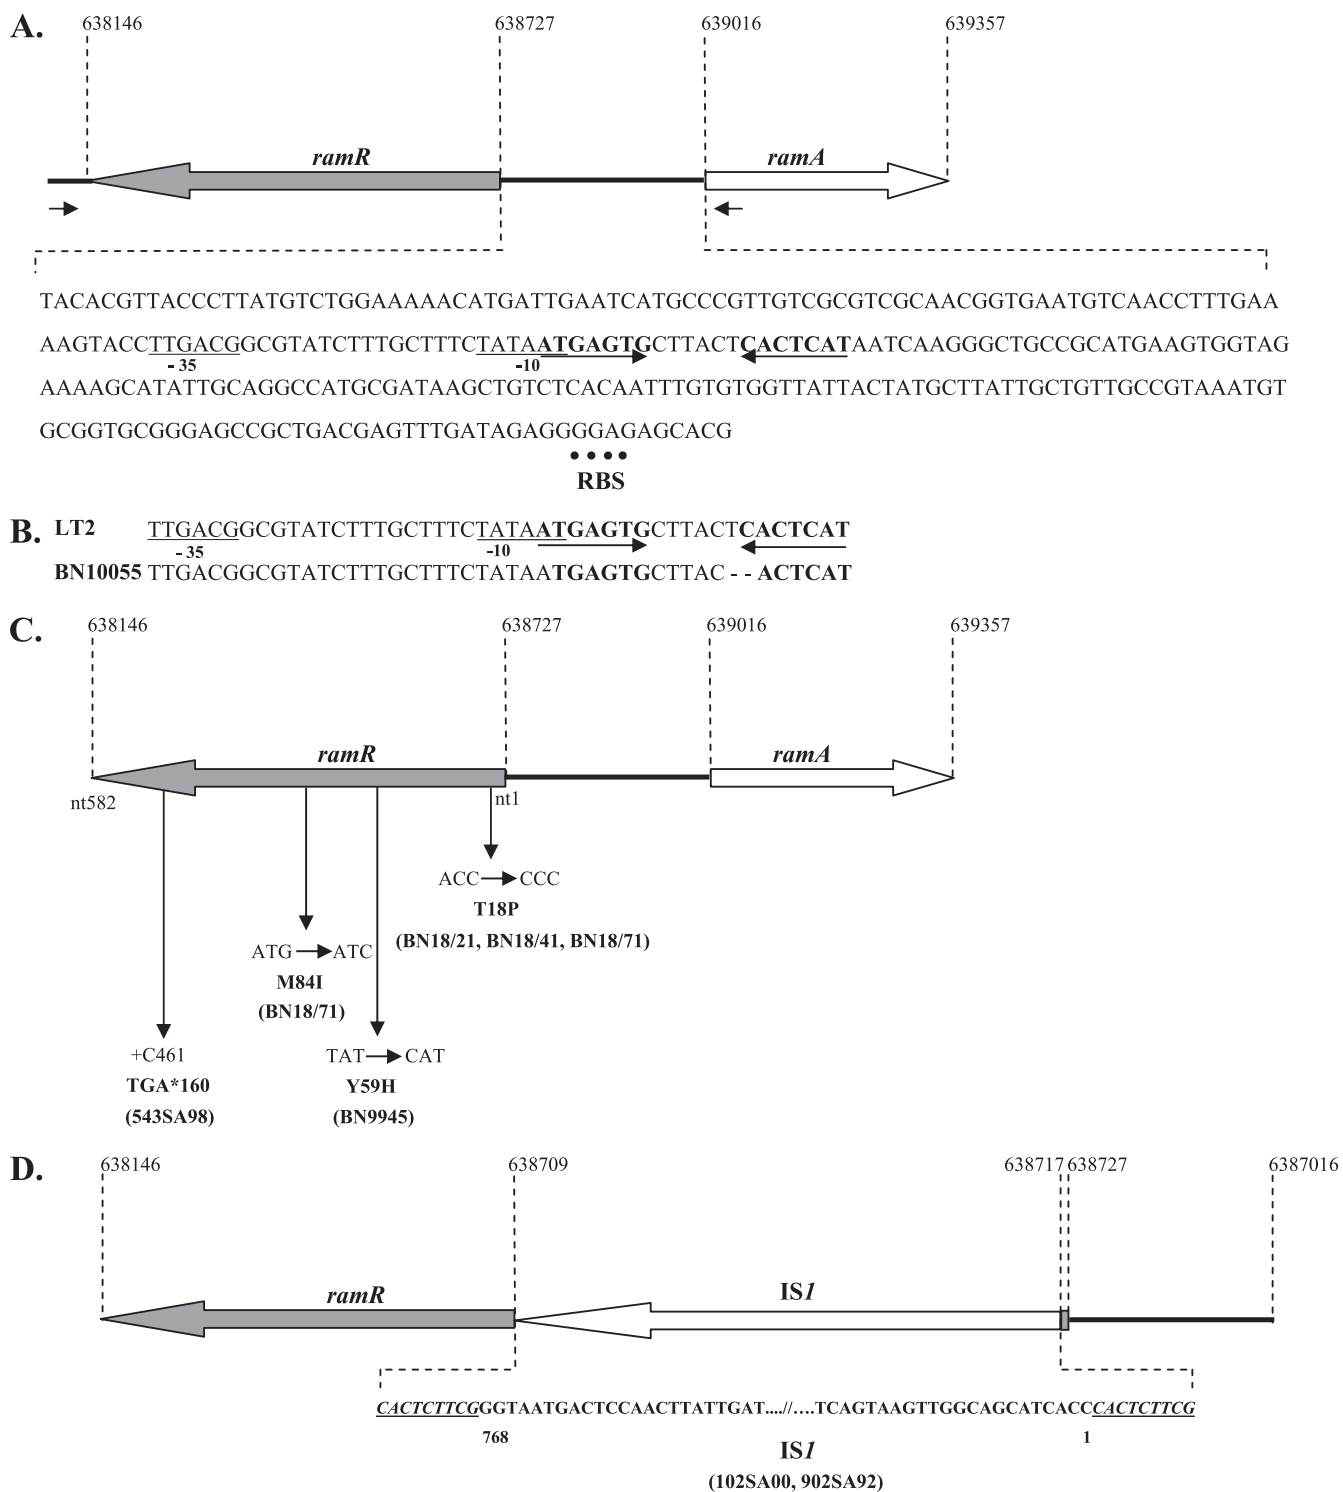 A.
638146 638727 639016 639357
ramR ramA
TACACGTTACCCTTATGTCTGGAAAAACATGATTGAATCATGCCCGTTGTCGCGTCGCAACGGTGAATGTCAACCTTTGAA
AAGTACCTTGACGGCGTATCTTTGCTTTCTATAATGAGTGCTTACTCACTCATAATCAAGGGCTGCCGCATGAAGTGGTAG
-35 -10
AAAAGCATATTGCAGGCCATGCGATAAGCTGTCTCACAATTTGTGTGGTTATTACTATGCTTATTGCTGTTGCCGTAAATGT
GCGGTGCGGGAGCCGCTGACGAGTTTGATAGAGGGGAGAGCACG
RBS
B.
LT2 TTGACGGCGTATCTTTGCTTTCTATAATGAGTGCTTACTCACTCAT
-35 -10
BN10055 TTGACGGCGTATCTTTGCTTTCTATAATGAGTGCTTAC - - ACTCAT
C.
638146 638727 639016 639357
ramR ramA
nt582 nt1
ACC CCC
T18P
(BN18/21, BN18/41, BN18/71)
ATG ATC
M84I
(BN18/71)
+C461 TAT CAT
TGA*160 Y59H
(543SA98) (BN9945)
D.
638146 638709 638717 638727 6387016
ramR IS1
CACTCTTCGGGTAATGACTCCAACTTATTGAT....//....TCAGTAAGTTGGCAGCATCACCCACTCTTCG
768 1
IS1
(102SA00, 902SA92)